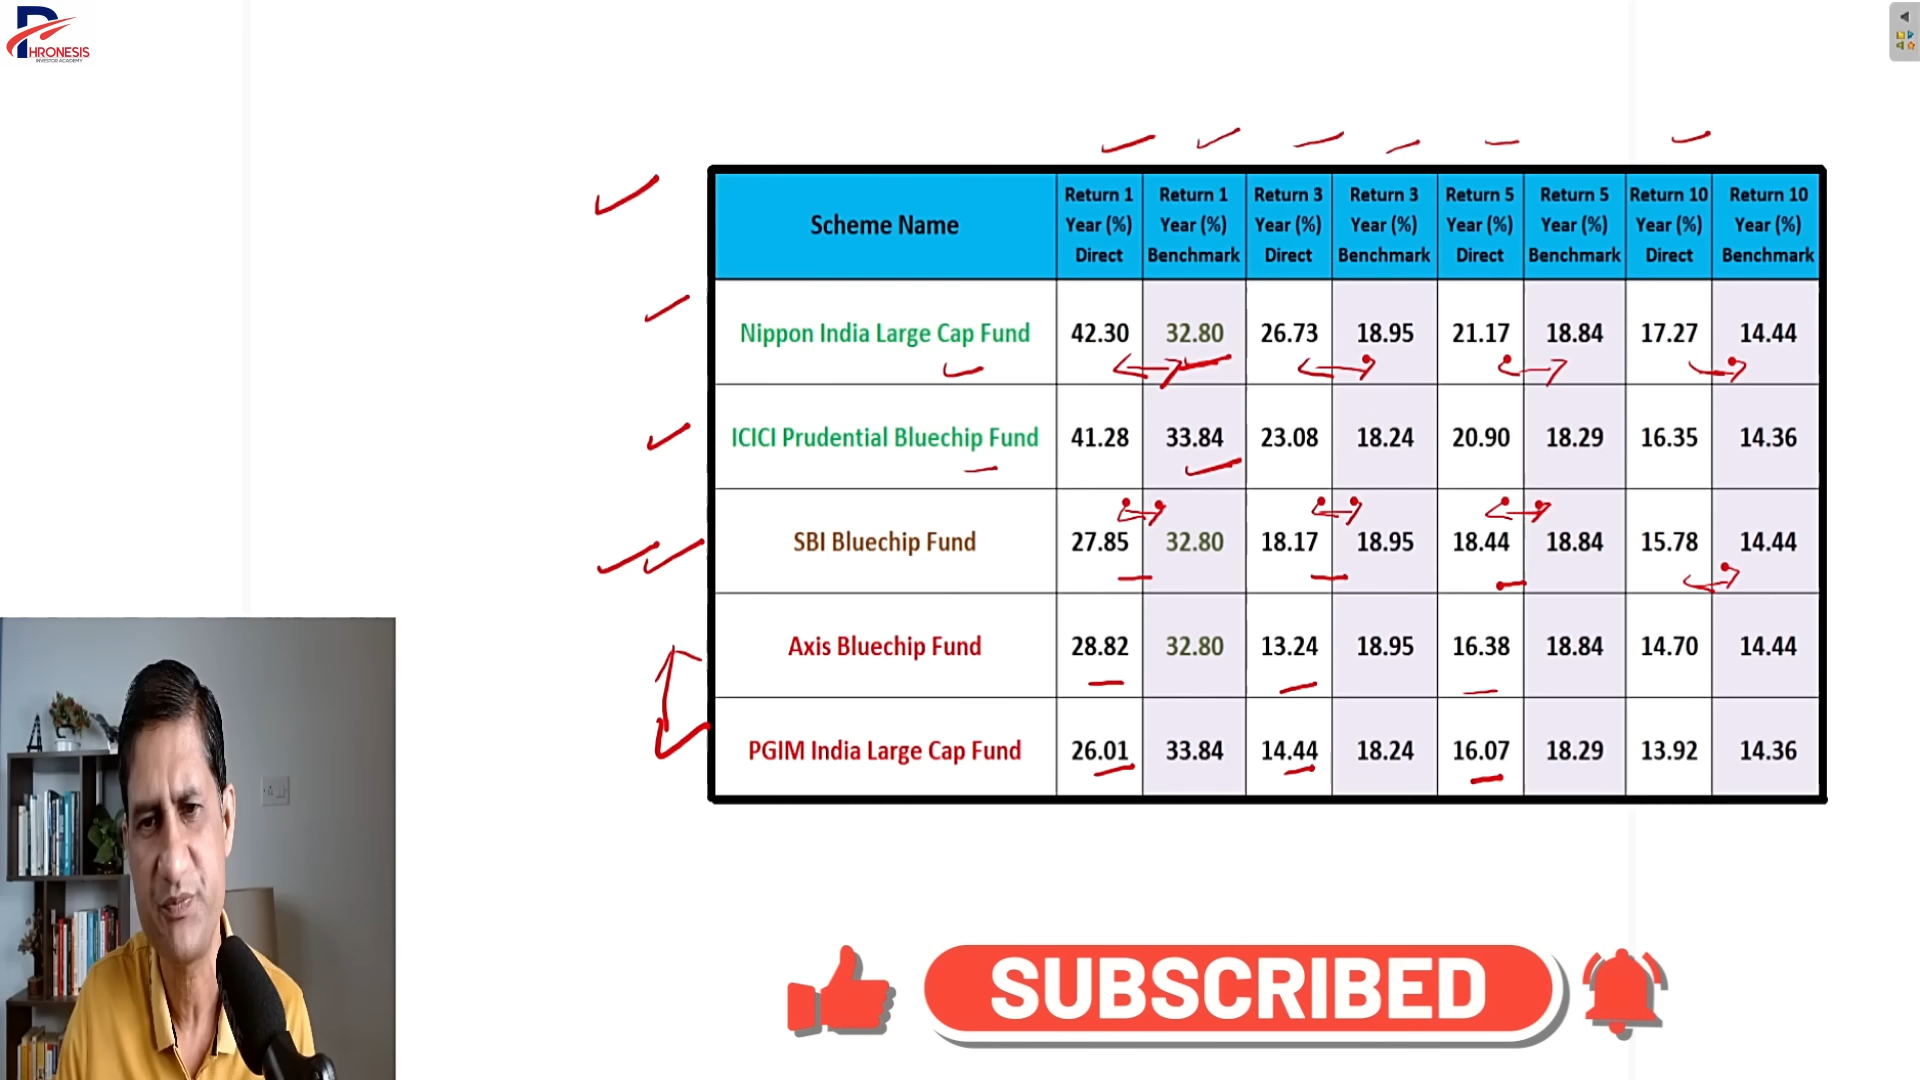 PHRONESIS
INVESTOR ACADEMY
Scheme Name
Return 1 Year (%) Direct
Return 1 Year (%) Benchmark
Return 3 Year (%) Direct
Return 3 Year (%) Benchmark
Return 5 Year (%) Direct
Return 5 Year (%) Benchmark
Return 10 Year (%) Direct
Return 10 Year (%) Benchmark
Nippon India Large Cap Fund 42.30 32.80 26.73 18.95 21.17 18.84 17.27 14.44
ICICI Prudential Bluechip Fund 41.28 33.84 23.08 18.24 20.90 18.29 16.35 14.36
SBI Bluechip Fund 27.85 32.80 18.17 18.95 18.44 18.84 15.78 14.44
Axis Bluechip Fund 28.82 32.80 13.24 18.95 16.38 18.84 14.70 14.44
PGIM India Large Cap Fund 26.01 33.84 14.44 18.24 16.07 18.29 13.92 14.36
SUBSCRIBED